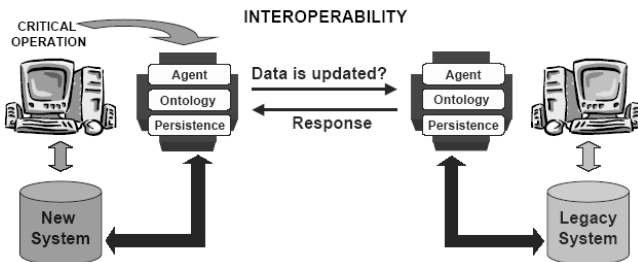 INTEROPERABILITY
CRITICAL
OPERATION
Agent
Ontology
Persistence
Data is updated?
Response
Agent
Ontology
Persistence
New
System
Legacy
System